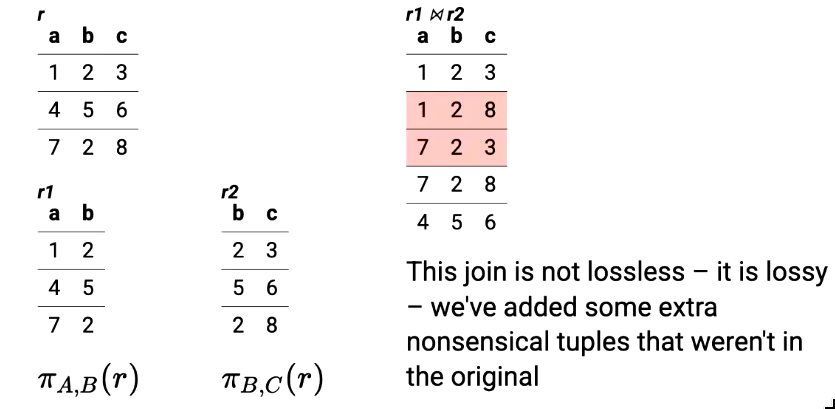 r
a b c
1 2 3
4 5 6
7 2 8
r1
a b
1 2
4 5
7 2
π_{A,B}(r)
r2
b c
2 3
5 6
2 8
π_{B,C}(r)
r1 ⋈ r2
a b c
1 2 3
1 2 8
7 2 3
7 2 8
4 5 6
This join is not lossless – it is lossy
– we've added some extra
nonsensical tuples that weren't in
the original